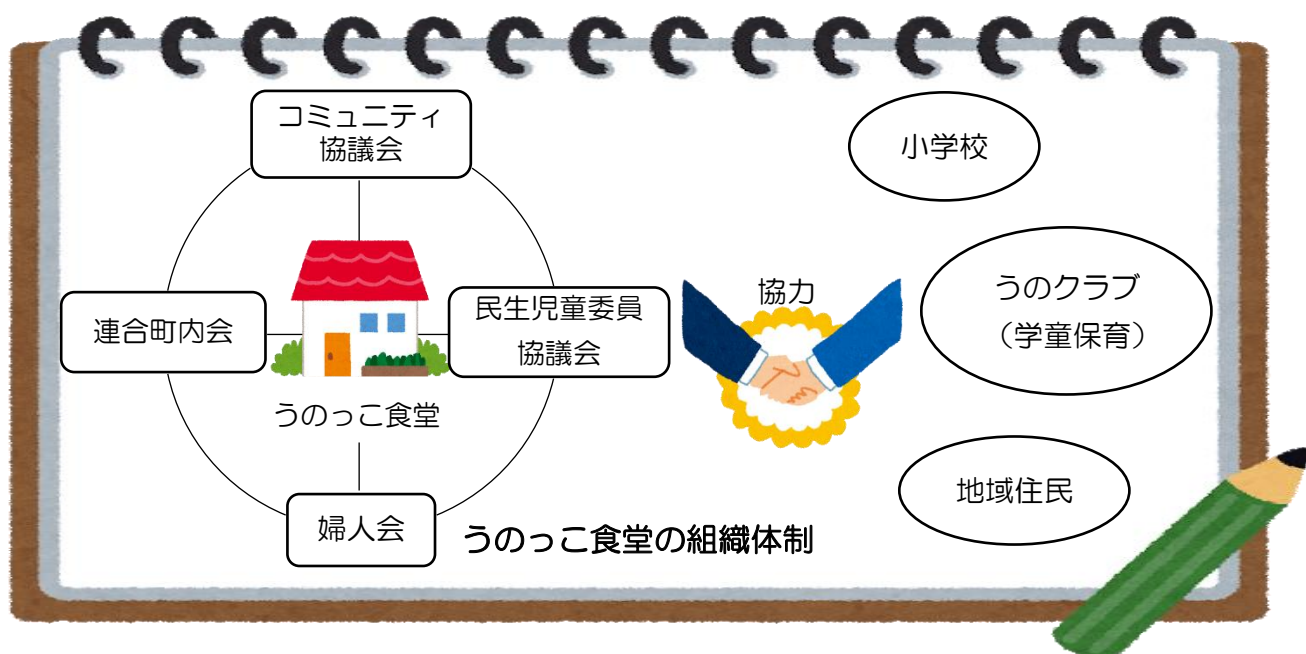 コミュニティ
協議会
連合町内会
民生児童委員
協議会
うのっこ食堂
婦人会
うのっこ食堂の組織体制
協力
小学校
うのクラブ
（学童保育）
地域住民